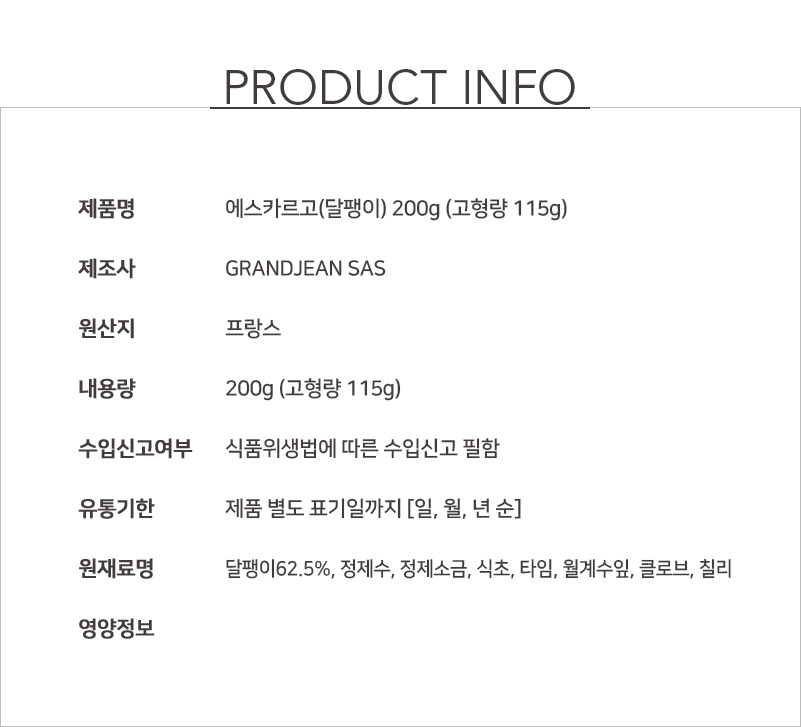 PRODUCT INFO
제품명 에스카르고(달팽이) 200g (고형량 115g)
제조사 GRANDJEAN SAS
원산지 프랑스
내용량 200g (고형량 115g)
수입신고여부 식품위생법에 따른 수입신고 필함
유통기한 제품 별도 표기일까지 [일, 월, 년 순]
원재료명 달팽이62.5%, 정제수, 정제소금, 식초, 타임, 월계수잎, 클로브, 칠리
영양정보